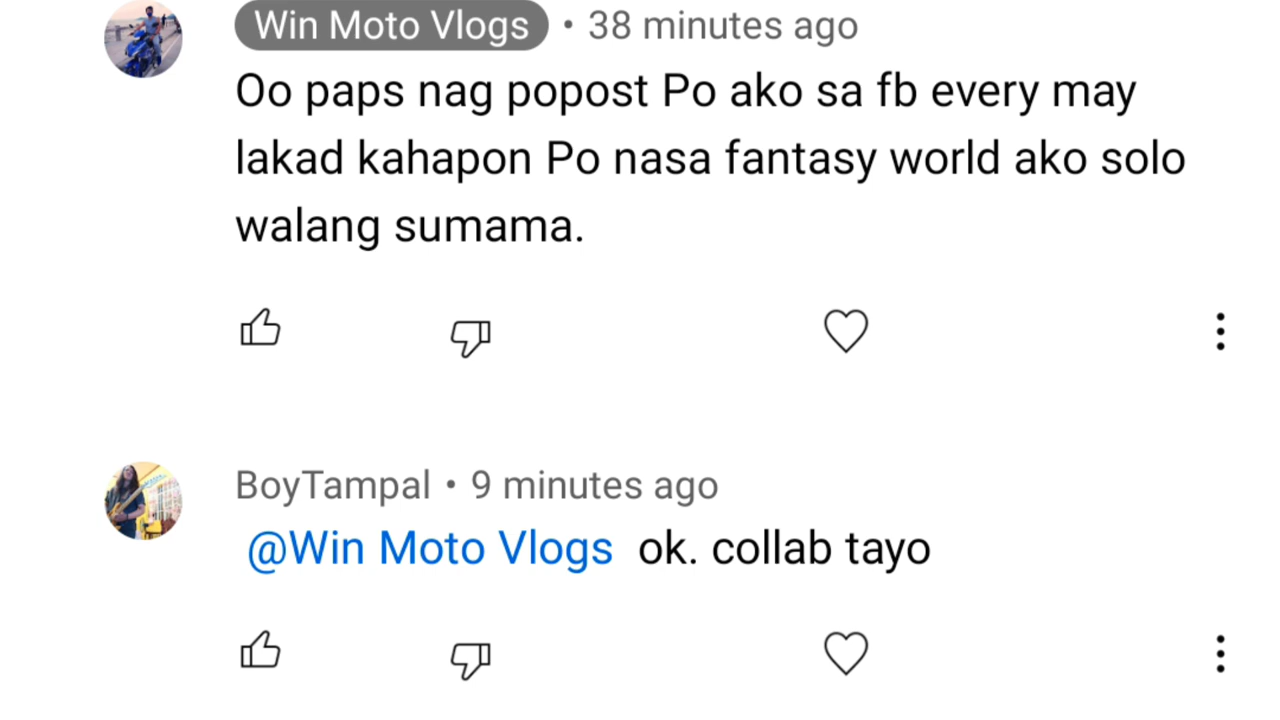 Win Moto Vlogs • 38 minutes ago
Oo paps nag popost Po ako sa fb every may
lakad kahapon Po nasa fantasy world ako solo
walang sumama.
BoyTampal • 9 minutes ago
@Win Moto Vlogs ok. collab tayo